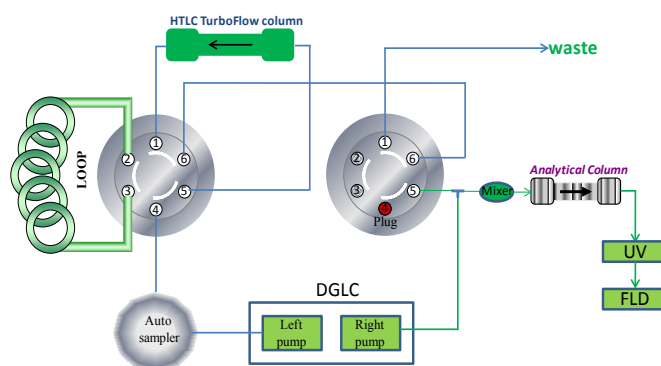 HTLC TurboFlow column
waste
1
2
6
3
5
4
LOOP
1
2
6
3
5
4
Plug
Mixer
Analytical Column
UV
FLD
DGLC
Auto
sampler
Left
pump
Right
pump